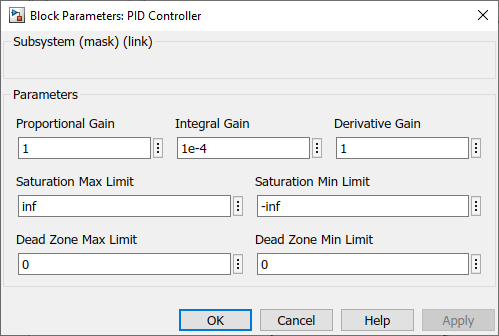 Block Parameters: PID Controller
Subsystem (mask) (link)
Parameters
Proportional Gain Integral Gain Derivative Gain
1 1e-4 1
Saturation Max Limit Saturation Min Limit
inf -inf
Dead Zone Max Limit Dead Zone Min Limit
0 0
OK Cancel Help Apply